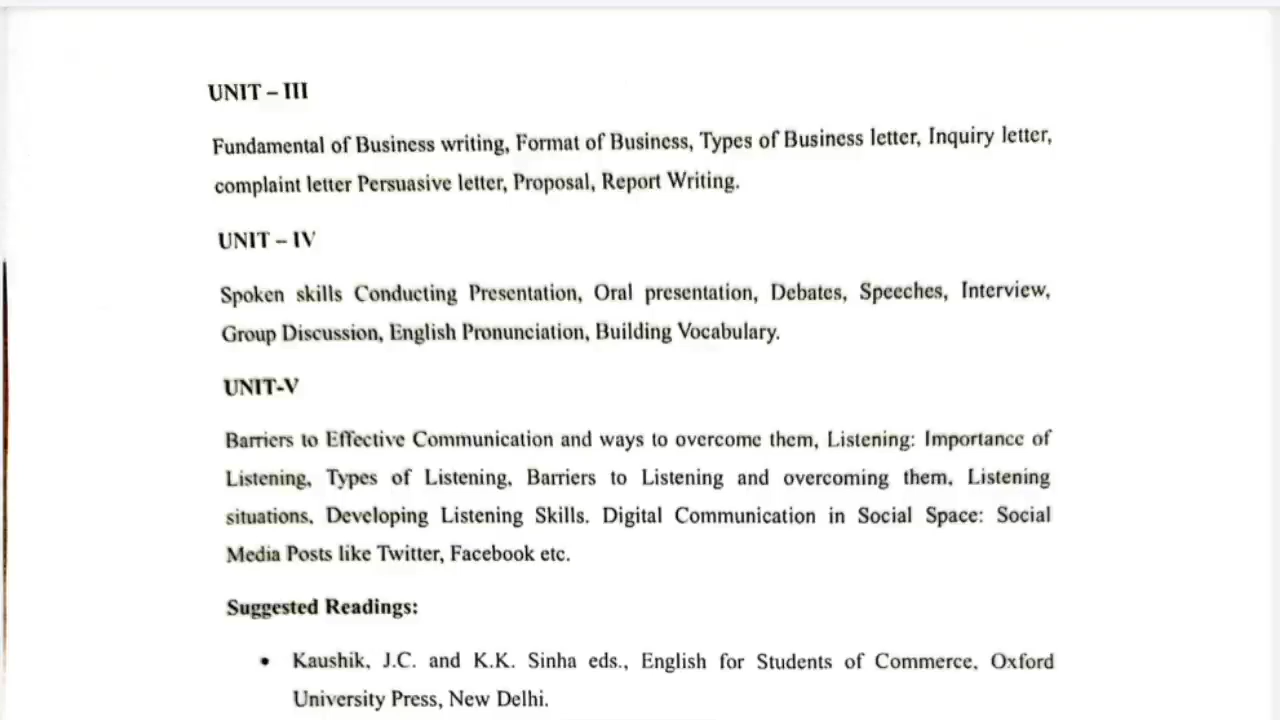 UNIT – III
Fundamental of Business writing, Format of Business, Types of Business letter, Inquiry letter,
complaint letter Persuasive letter, Proposal, Report Writing.
UNIT – IV
Spoken skills Conducting Presentation, Oral presentation, Debates, Speeches, Interview,
Group Discussion, English Pronunciation, Building Vocabulary.
UNIT-V
Barriers to Effective Communication and ways to overcome them, Listening: Importance of
Listening, Types of Listening, Barriers to Listening and overcoming them, Listening
situations, Developing Listening Skills. Digital Communication in Social Space: Social
Media Posts like Twitter, Facebook etc.
Suggested Readings:
• Kaushik, J.C. and K.K. Sinha eds., English for Students of Commerce, Oxford
University Press, New Delhi.